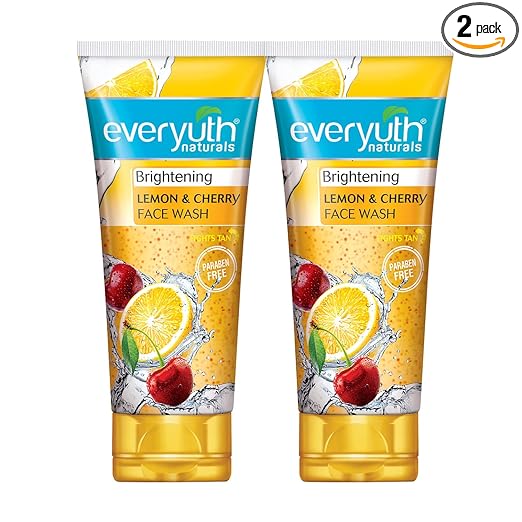 2 pack
everyuth®
naturals
Brightening
LEMON & CHERRY
FACE WASH
PARABEN
FREE
everyuth®
naturals
Brightening
LEMON & CHERRY
FACE WASH
PARABEN
FREE